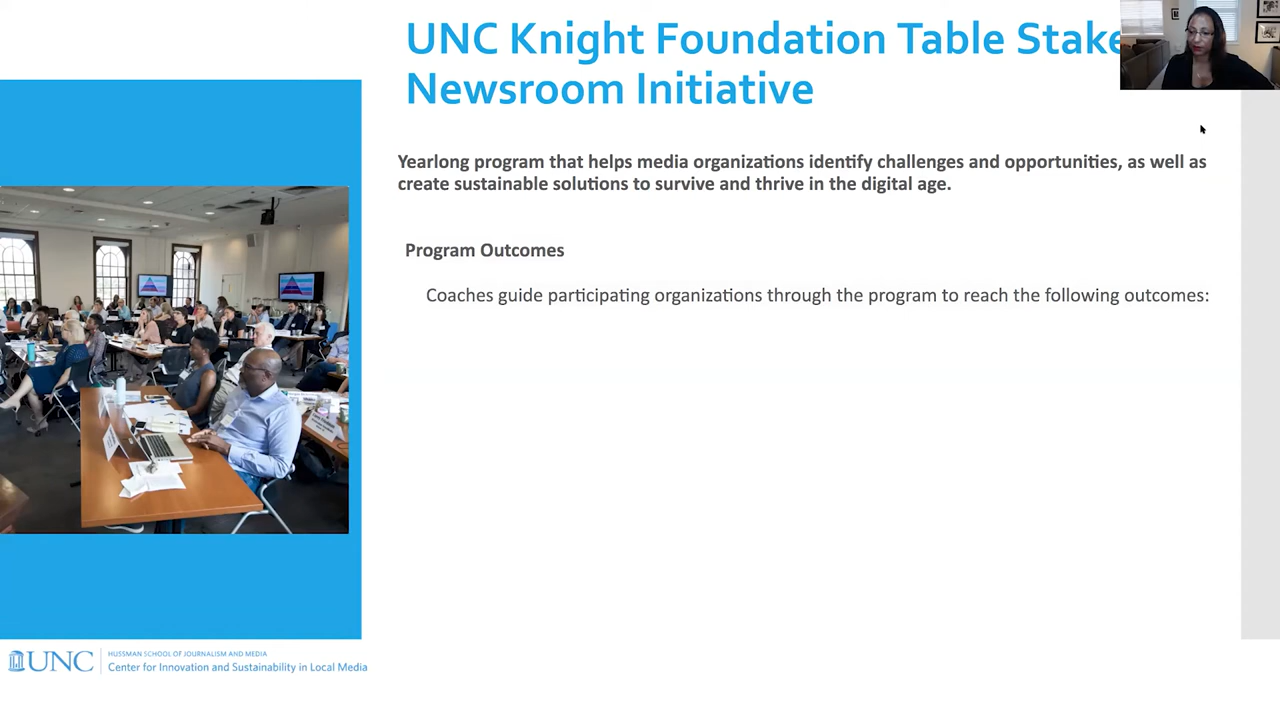 UNC Knight Foundation Table Stake
Newsroom Initiative
Yearlong program that helps media organizations identify challenges and opportunities, as well as
create sustainable solutions to survive and thrive in the digital age.
Program Outcomes
Coaches guide participating organizations through the program to reach the following outcomes:
UNC
HUSSMAN SCHOOL OF JOURNALISM AND MEDIA
Center for Innovation and Sustainability in Local Media